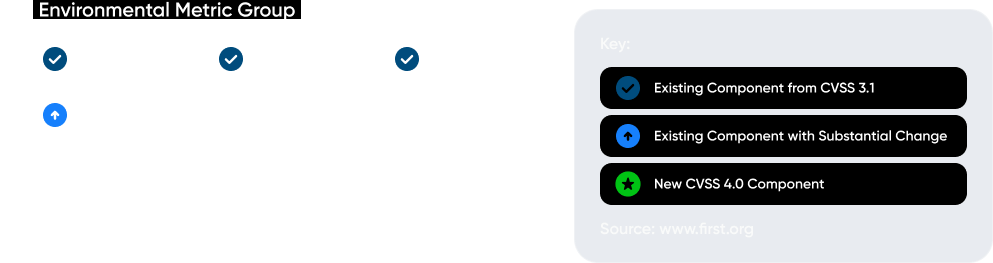 Environmental Metric Group
Key:
Existing Component from CVSS 3.1
Existing Component with Substantial Change
New CVSS 4.0 Component
Source: www.first.org